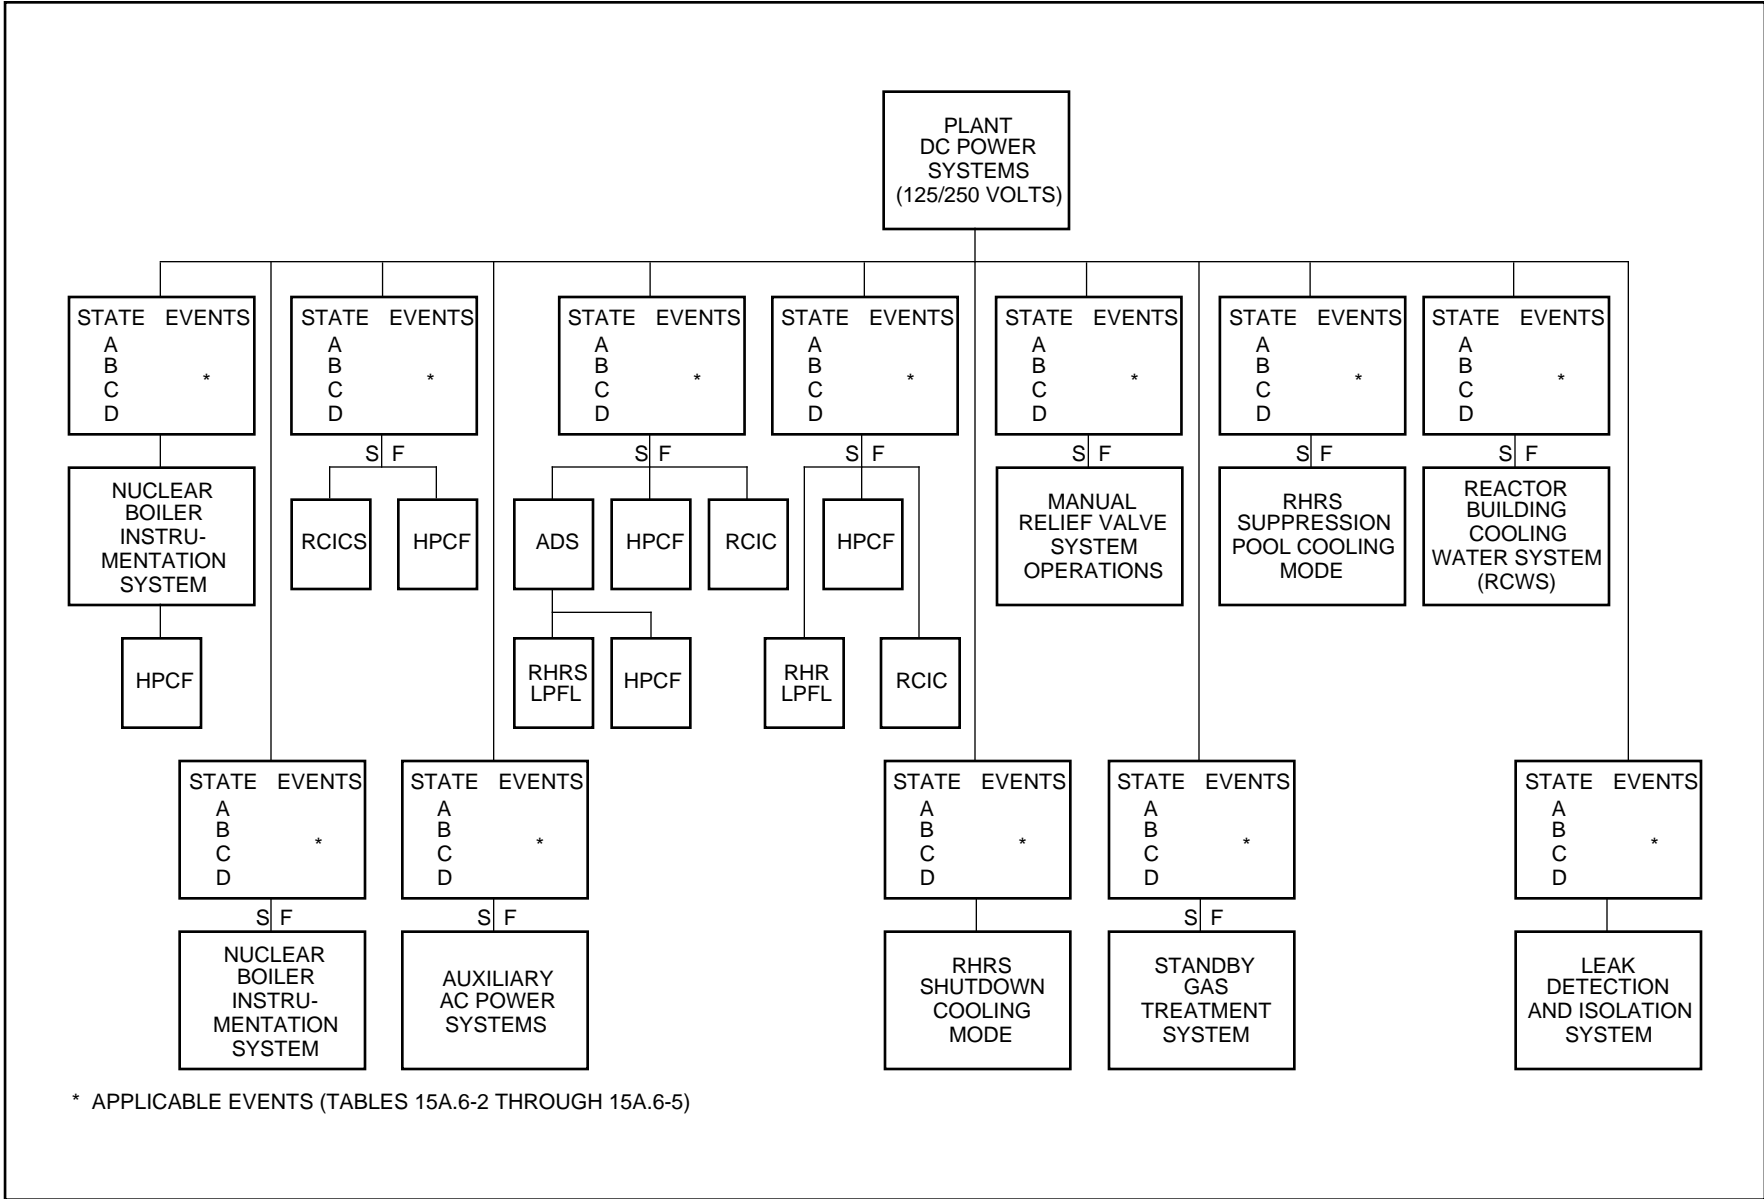 PLANT
DC POWER
SYSTEMS
(125/250 VOLTS)
STATE EVENTS
A
B
C
D
*
NUCLEAR
BOILER
INSTRU-
MENTATION
SYSTEM
HPCF
STATE EVENTS
A
B
C
D
*
S F
RCICS
HPCF
STATE EVENTS
A
B
C
D
*
S F
ADS
HPCF
RCIC
RHRS
LPFL
HPCF
STATE EVENTS
A
B
C
D
*
S F
HPCF
RHR
LPFL
RCIC
STATE EVENTS
A
B
C
D
*
S F
MANUAL
RELIEF VALVE
SYSTEM
OPERATIONS
STATE EVENTS
A
B
C
D
*
S F
RHRS
SUPPRESSION
POOL COOLING
MODE
STATE EVENTS
A
B
C
D
*
S F
REACTOR
BUILDING
COOLING
WATER SYSTEM
(RCWS)
STATE EVENTS
A
B
C
D
*
S F
NUCLEAR
BOILER
INSTRU-
MENTATION
SYSTEM
STATE EVENTS
A
B
C
D
*
S F
AUXILIARY
AC POWER
SYSTEMS
STATE EVENTS
A
B
C
D
*
RHRS
SHUTDOWN
COOLING
MODE
STATE EVENTS
A
B
C
D
*
S F
STANDBY
GAS
TREATMENT
SYSTEM
STATE EVENTS
A
B
C
D
*
LEAK
DETECTION
AND ISOLATION
SYSTEM
* APPLICABLE EVENTS (TABLES 15A.6-2 THROUGH 15A.6-5)